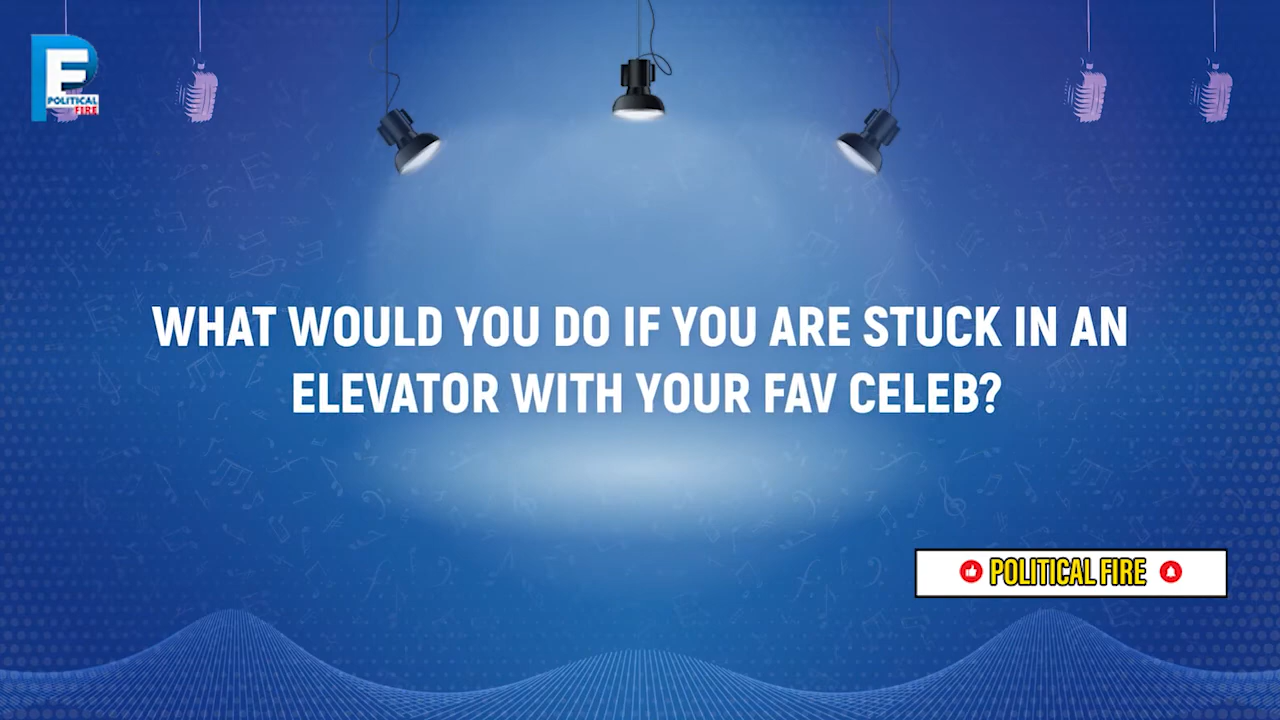 E
POLITICAL
FIRE
WHAT WOULD YOU DO IF YOU ARE STUCK IN AN
ELEVATOR WITH YOUR FAV CELEB?
POLITICAL FIRE